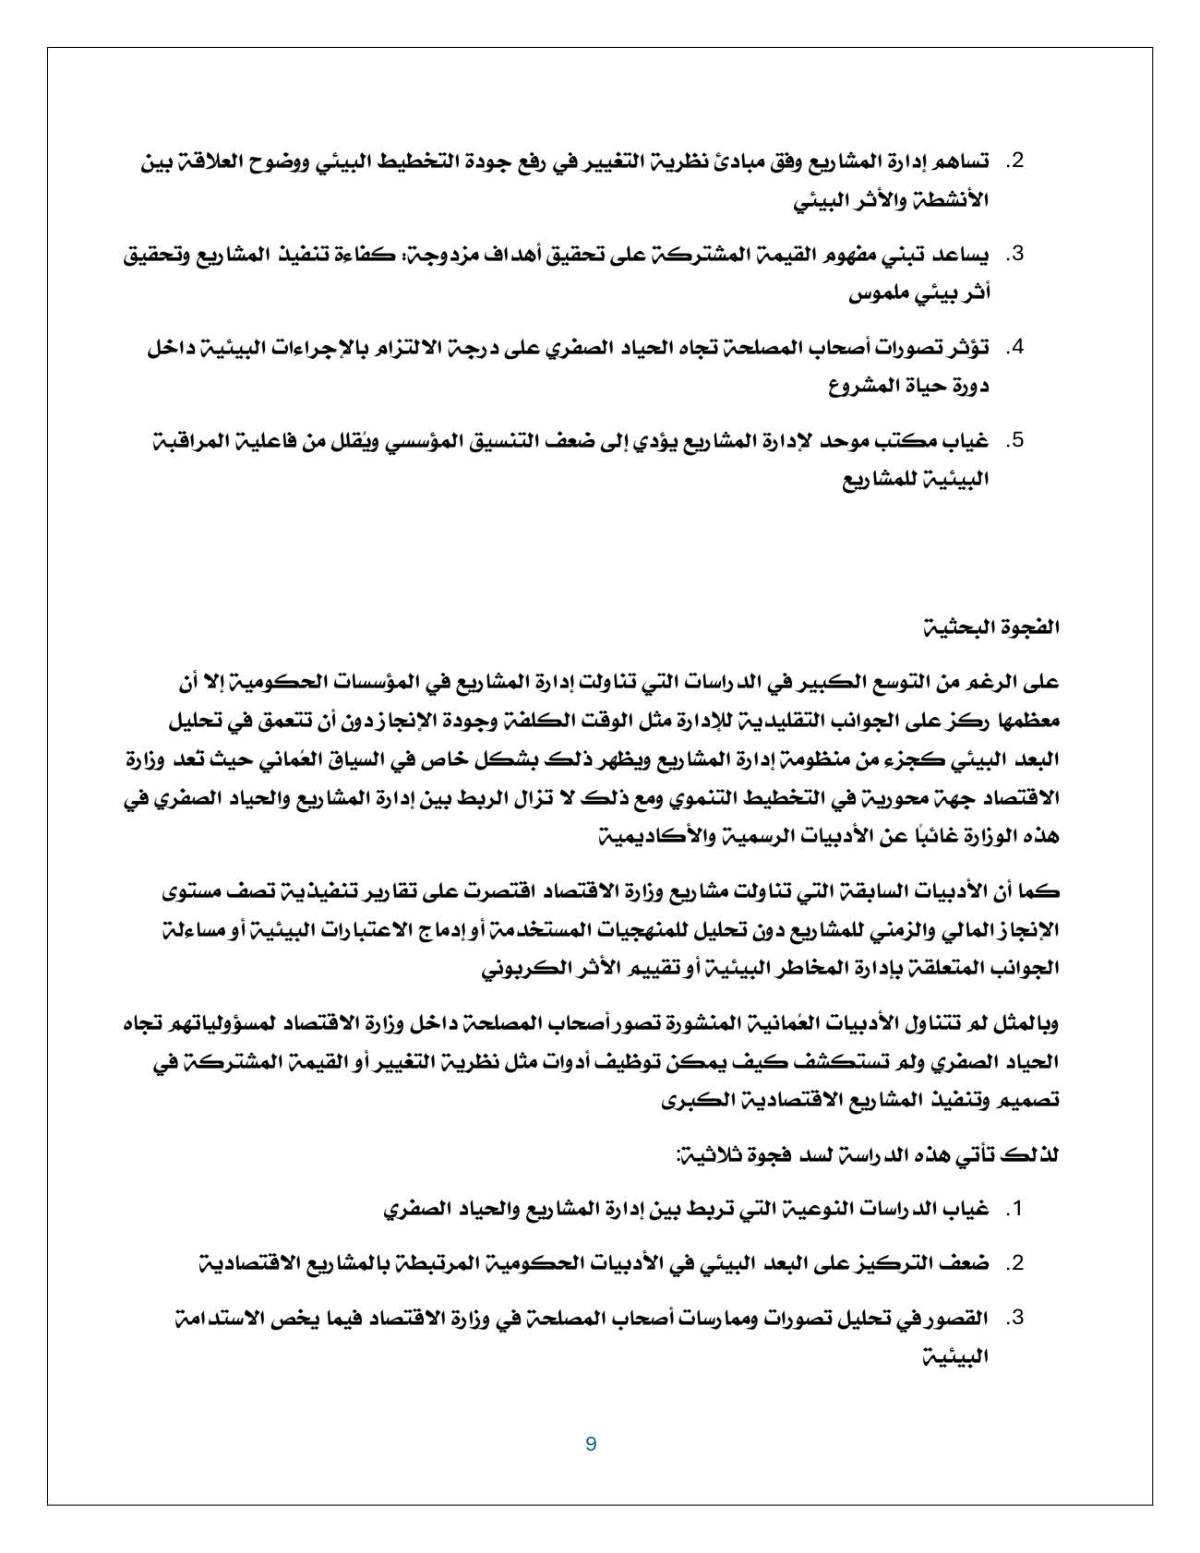 2. تساهم إدارة المشاريع وفق مبادئ نظرية التغيير في رفع جودة التخطيط البيئي ووضوح العلاقة بين
الأنشطة والأثر البيئي
3. يساعد تبني مفهوم القيمة المشتركة على تحقيق أهداف مزدوجة: كفاءة تنفيذ المشاريع وتحقيق
أثر بيئي ملموس
4. تؤثر تصورات أصحاب المصلحة تجاه الحياد الصفري على درجة الالتزام بالإجراءات البيئية داخل
دورة حياة المشروع
5. غياب مكتب موحد لإدارة المشاريع يؤدي إلى ضعف التنسيق المؤسسي ويُقلل من فاعلية المراقبة
البيئية للمشاريع
الفجوة البحثية
على الرغم من التوسع الكبير في الدراسات التي تناولت إدارة المشاريع في المؤسسات الحكومية إلا أن
معظمها ركز على الجوانب التقليدية للإدارة مثل الوقت الكلفة وجودة الإنجاز دون أن تتعمق في تحليل
البعد البيئي كجزء من منظومة إدارة المشاريع ويظهر ذلك بشكل خاص في السياق العُماني حيث تعد وزارة
الاقتصاد جهة محورية في التخطيط التنموي ومع ذلك لا تزال الربط بين إدارة المشاريع والحياد الصفري في
هذه الوزارة غائبًا عن الأدبيات الرسمية والأكاديمية
كما أن الأدبيات السابقة التي تناولت مشاريع وزارة الاقتصاد اقتصرت على تقارير تنفيذية تصف مستوى
الإنجاز المالي والزمني للمشاريع دون تحليل للمنهجيات المستخدمة أو إدماج الاعتبارات البيئية أو مساءلة
الجوانب المتعلقة بإدارة المخاطر البيئية أو تقييم الأثر الكربوني
وبالمثل لم تتناول الأدبيات العُمانية المنشورة تصور أصحاب المصلحة داخل وزارة الاقتصاد لمسؤولياتهم تجاه
الحياد الصفري ولم تستكشف كيف يمكن توظيف أدوات مثل نظرية التغيير أو القيمة المشتركة في
تصميم وتنفيذ المشاريع الاقتصادية الكبرى
لذلك تأتي هذه الدراسة لسد فجوة ثلاثية:
1. غياب الدراسات النوعية التي تربط بين إدارة المشاريع والحياد الصفري
2. ضعف التركيز على البعد البيئي في الأدبيات الحكومية المرتبطة بالمشاريع الاقتصادية
3. القصور في تحليل تصورات وممارسات أصحاب المصلحة في وزارة الاقتصاد فيما يخص الاستدامة
البيئية
9